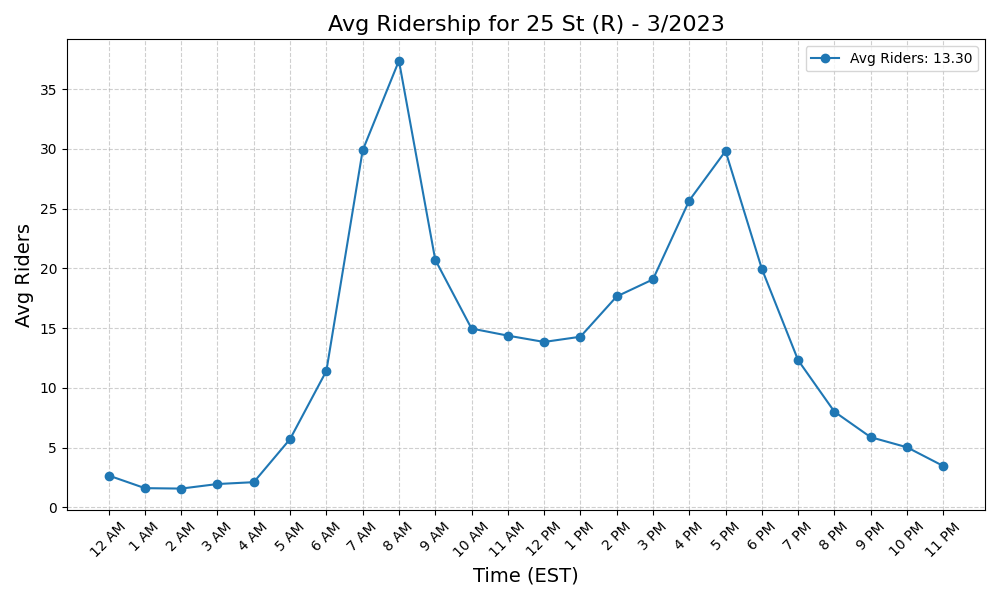 Avg Ridership for 25 St (R) - 3/2023
Avg Riders: 13.30
Avg Riders
35
30
25
20
15
10
5
0
12 AM
1 AM
2 AM
3 AM
4 AM
5 AM
6 AM
7 AM
8 AM
9 AM
10 AM
11 AM
12 PM
1 PM
2 PM
3 PM
4 PM
5 PM
6 PM
7 PM
8 PM
9 PM
10 PM
11 PM
Time (EST)